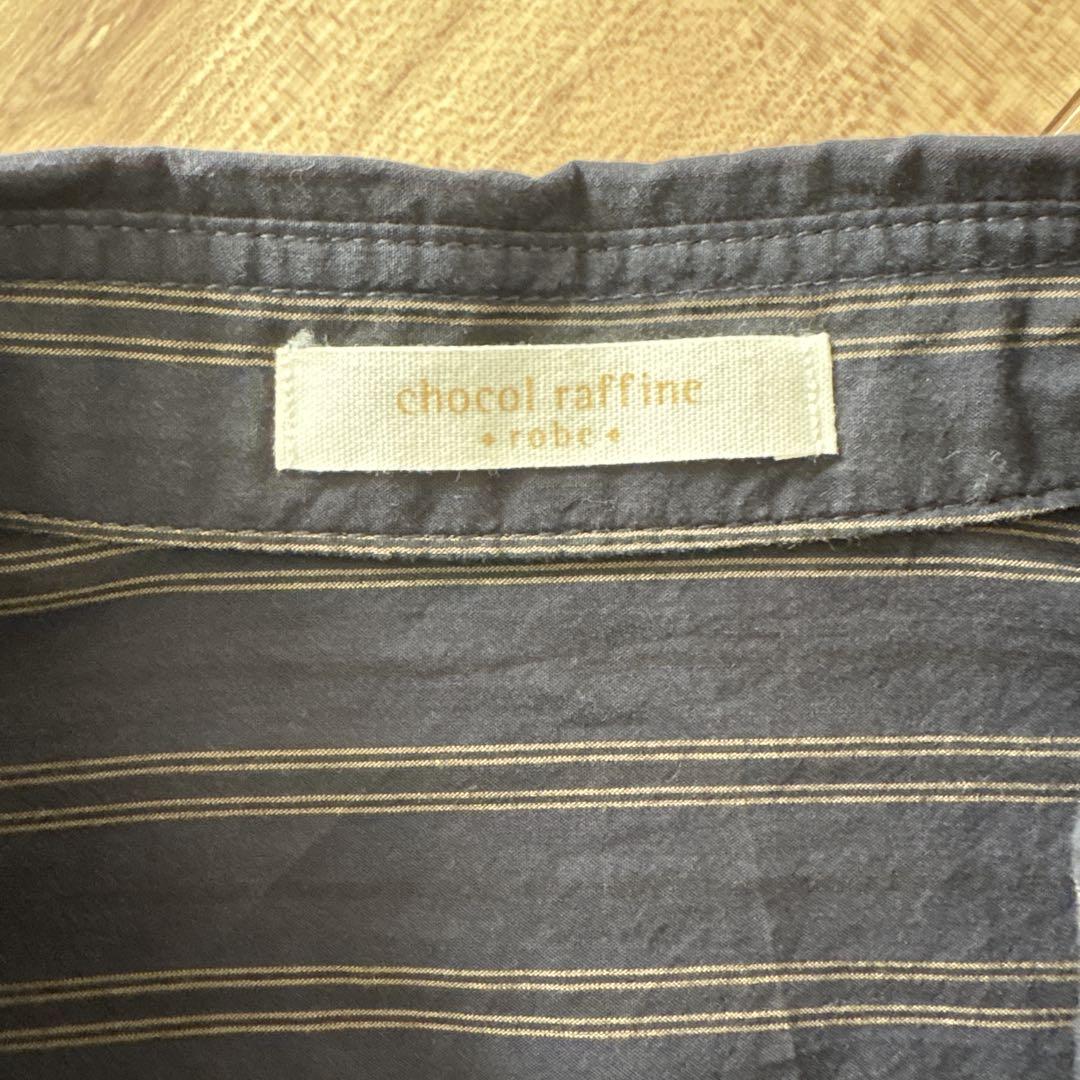 chocol raffine
• robe •